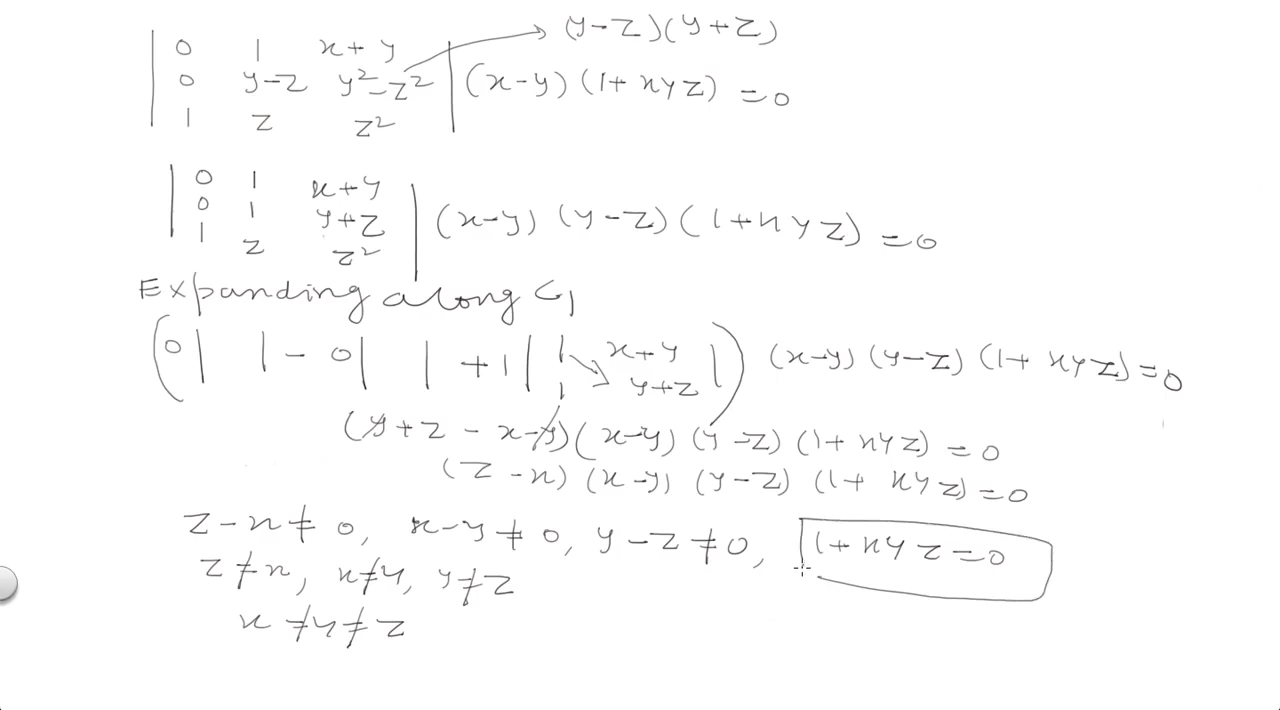 (y-z)(y+z)
| 0 1 x+y |
| 0 y-z y²-z² | (x-y) (1+xyz) = 0
| 1 z z² |
| 0 1 x+y |
| 0 1 y+z | (x-y) (y-z) (1+xyz) = 0
| 1 z z² |
Expanding along C₁
(0| | - 0| | + 1| 1 x+y | ) (x-y) (y-z) (1+xyz) = 0
1 y+z
(y+z - x-y) (x-y) (y-z) (1+xyz) = 0
(z-x) (x-y) (y-z) (1+xyz) = 0
z-x ≠ 0, x-y ≠ 0, y-z ≠ 0, 1+xyz = 0
z ≠ x, x ≠ y, y ≠ z
x ≠ y ≠ z